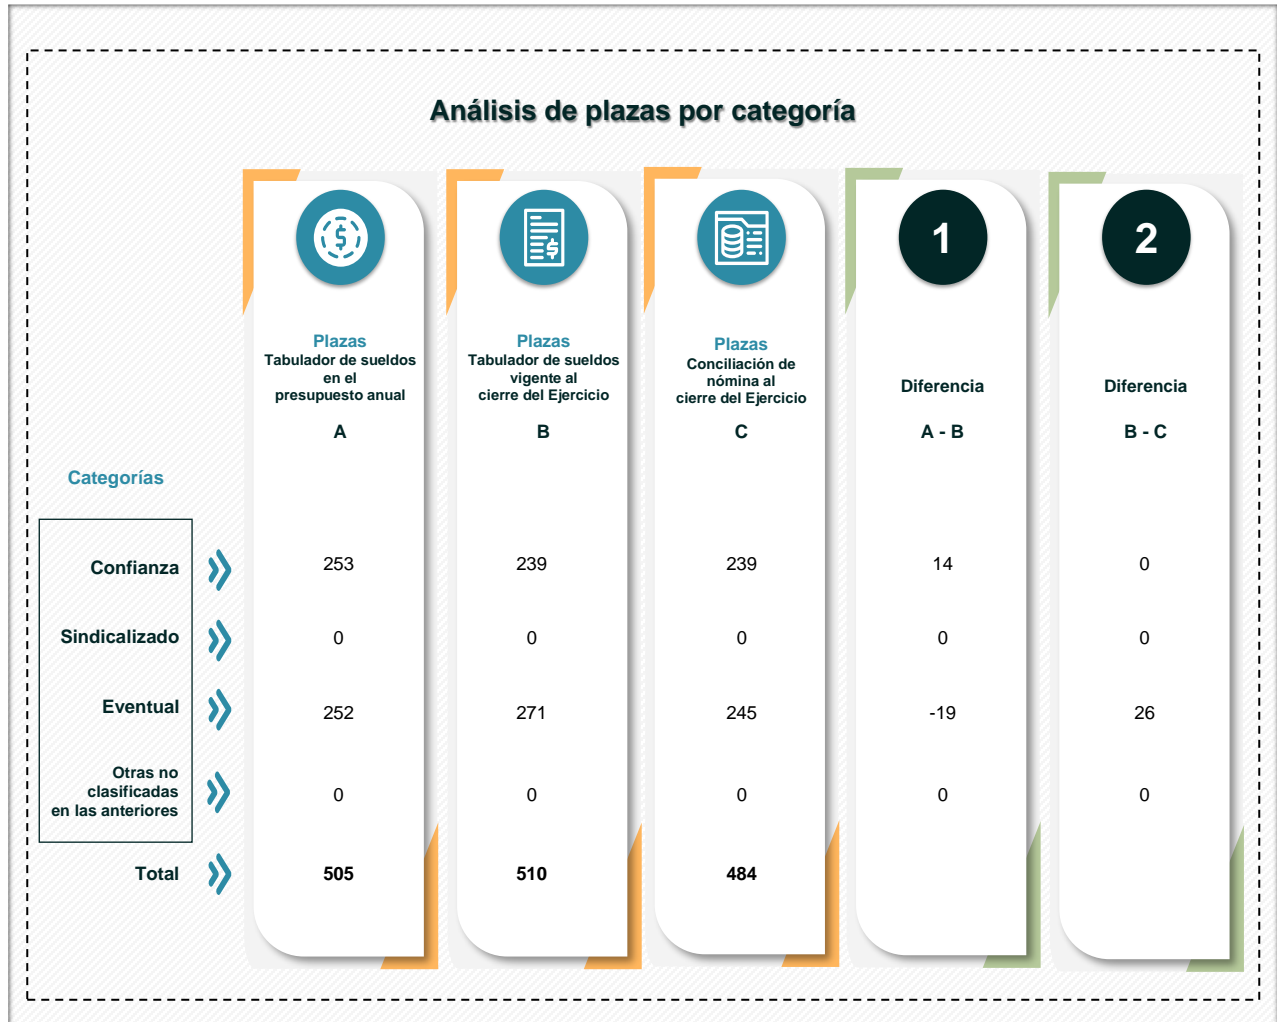 Análisis de plazas por categoría
$
$
1
2
Plazas
Tabulador de sueldos
en el
presupuesto anual
A
Plazas
Tabulador de sueldos
vigente al
cierre del Ejercicio
B
Plazas
Conciliación de
nómina al
cierre del Ejercicio
C
Diferencia
A - B
Diferencia
B - C
Categorías
Confianza 253 239 239 14 0
Sindicalizado 0 0 0 0 0
Eventual 252 271 245 -19 26
Otras no
clasificadas
en las anteriores 0 0 0 0 0
Total 505 510 484